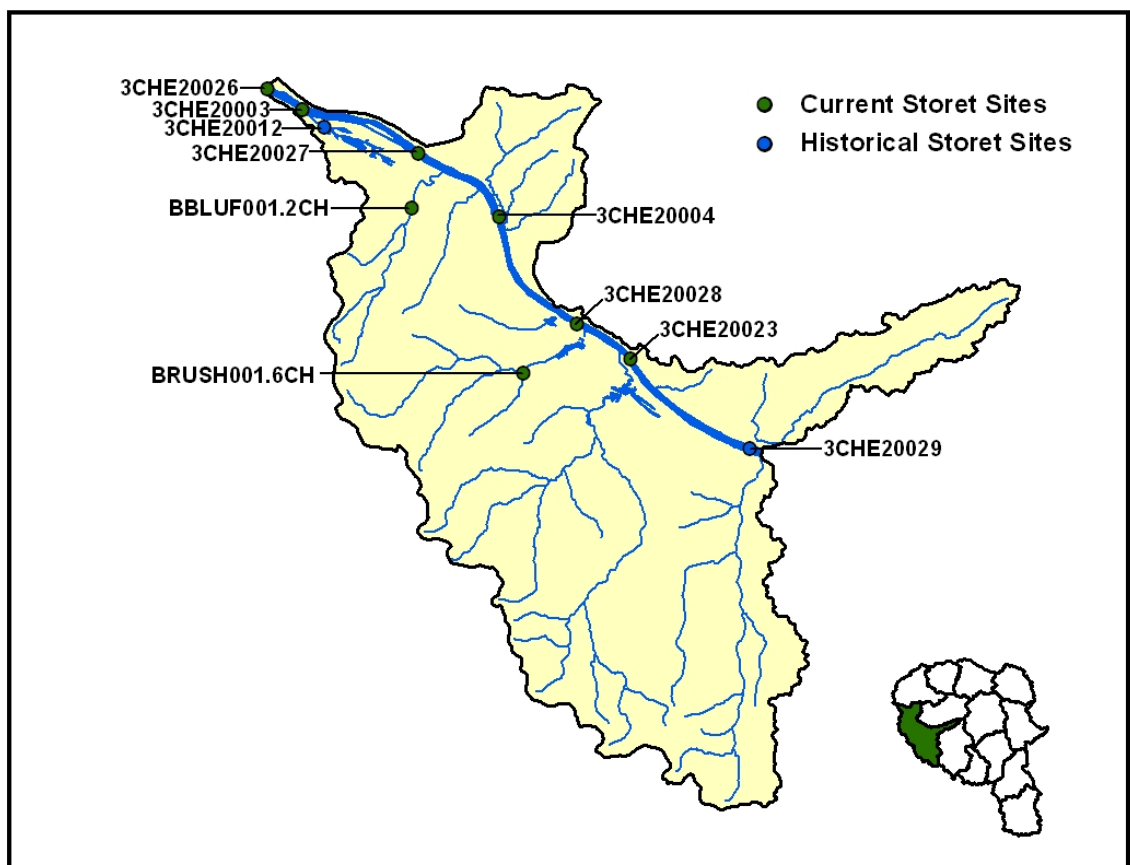 3CHE20026
3CHE20003
3CHE20012
3CHE20027
BBLUF001.2CH
3CHE20004
3CHE20028
3CHE20023
BRUSH001.6CH
3CHE20029
Current Storet Sites
Historical Storet Sites